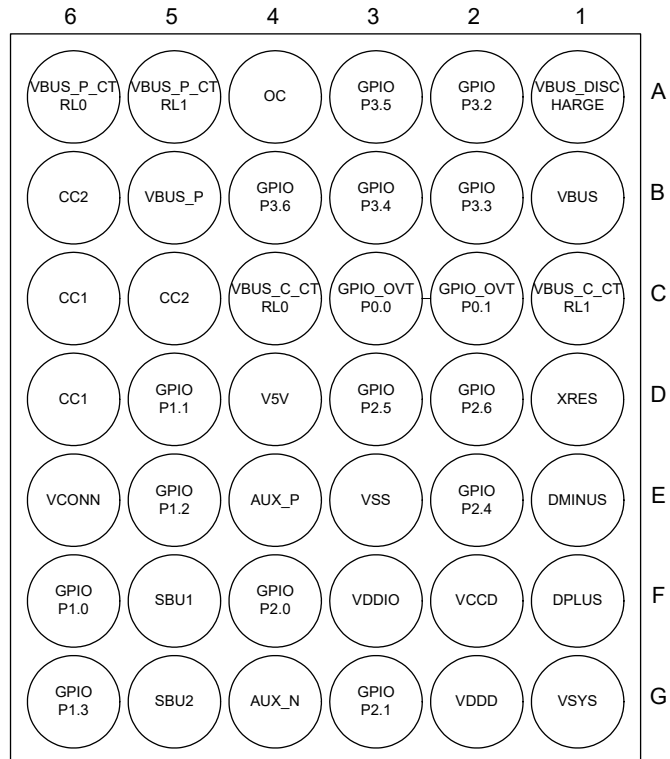 6 5 4 3 2 1
VBUS_P_CT VBUS_P_CT OC GPIO GPIO VBUS_DISC A
RL0 RL1 P3.5 P3.2 HARGE
CC2 VBUS_P GPIO GPIO GPIO VBUS B
P3.6 P3.4 P3.3
CC1 CC2 VBUS_C_CT GPIO_OVT GPIO_OVT VBUS_C_CT C
RL0 P0.0 P0.1 RL1
CC1 GPIO V5V GPIO GPIO XRES D
P1.1 P2.5 P2.6
VCONN GPIO AUX_P VSS GPIO DMINUS E
P1.2 P2.4
GPIO SBU1 GPIO VDDIO VCCD DPLUS F
P1.0 P2.0
GPIO SBU2 AUX_N GPIO VDDD VSYS G
P1.3 P2.1